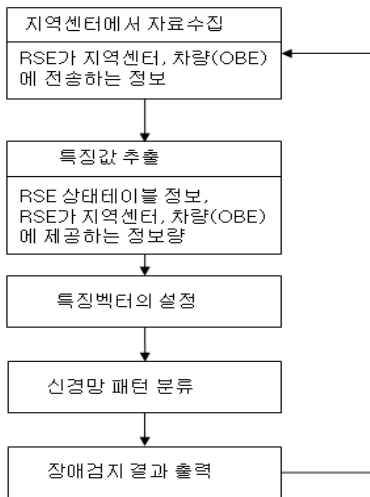 지역센터에서 자료수집
RSE가 지역센터, 차량(OBE)
에 전송하는 정보
특징값 추출
RSE 상태테이블 정보,
RSE가 지역센터, 차량(OBE)
에 제공하는 정보량
특징벡터의 설정
신경망 패턴 분류
장애검지 결과 출력